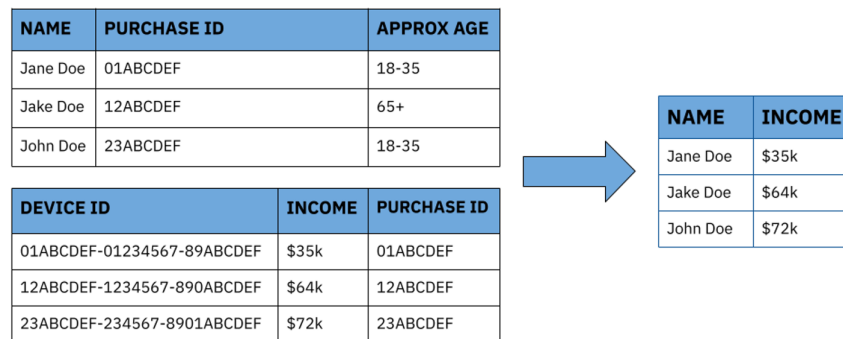 NAME PURCHASE ID APPROX AGE
Jane Doe 01ABCDEF 18-35
Jake Doe 12ABCDEF 65+
John Doe 23ABCDEF 18-35
DEVICE ID INCOME PURCHASE ID
01ABCDEF-01234567-89ABCDEF $35k 01ABCDEF
12ABCDEF-1234567-890ABCDEF $64k 12ABCDEF
23ABCDEF-234567-8901ABCDEF $72k 23ABCDEF
NAME INCOME
Jane Doe $35k
Jake Doe $64k
John Doe $72k